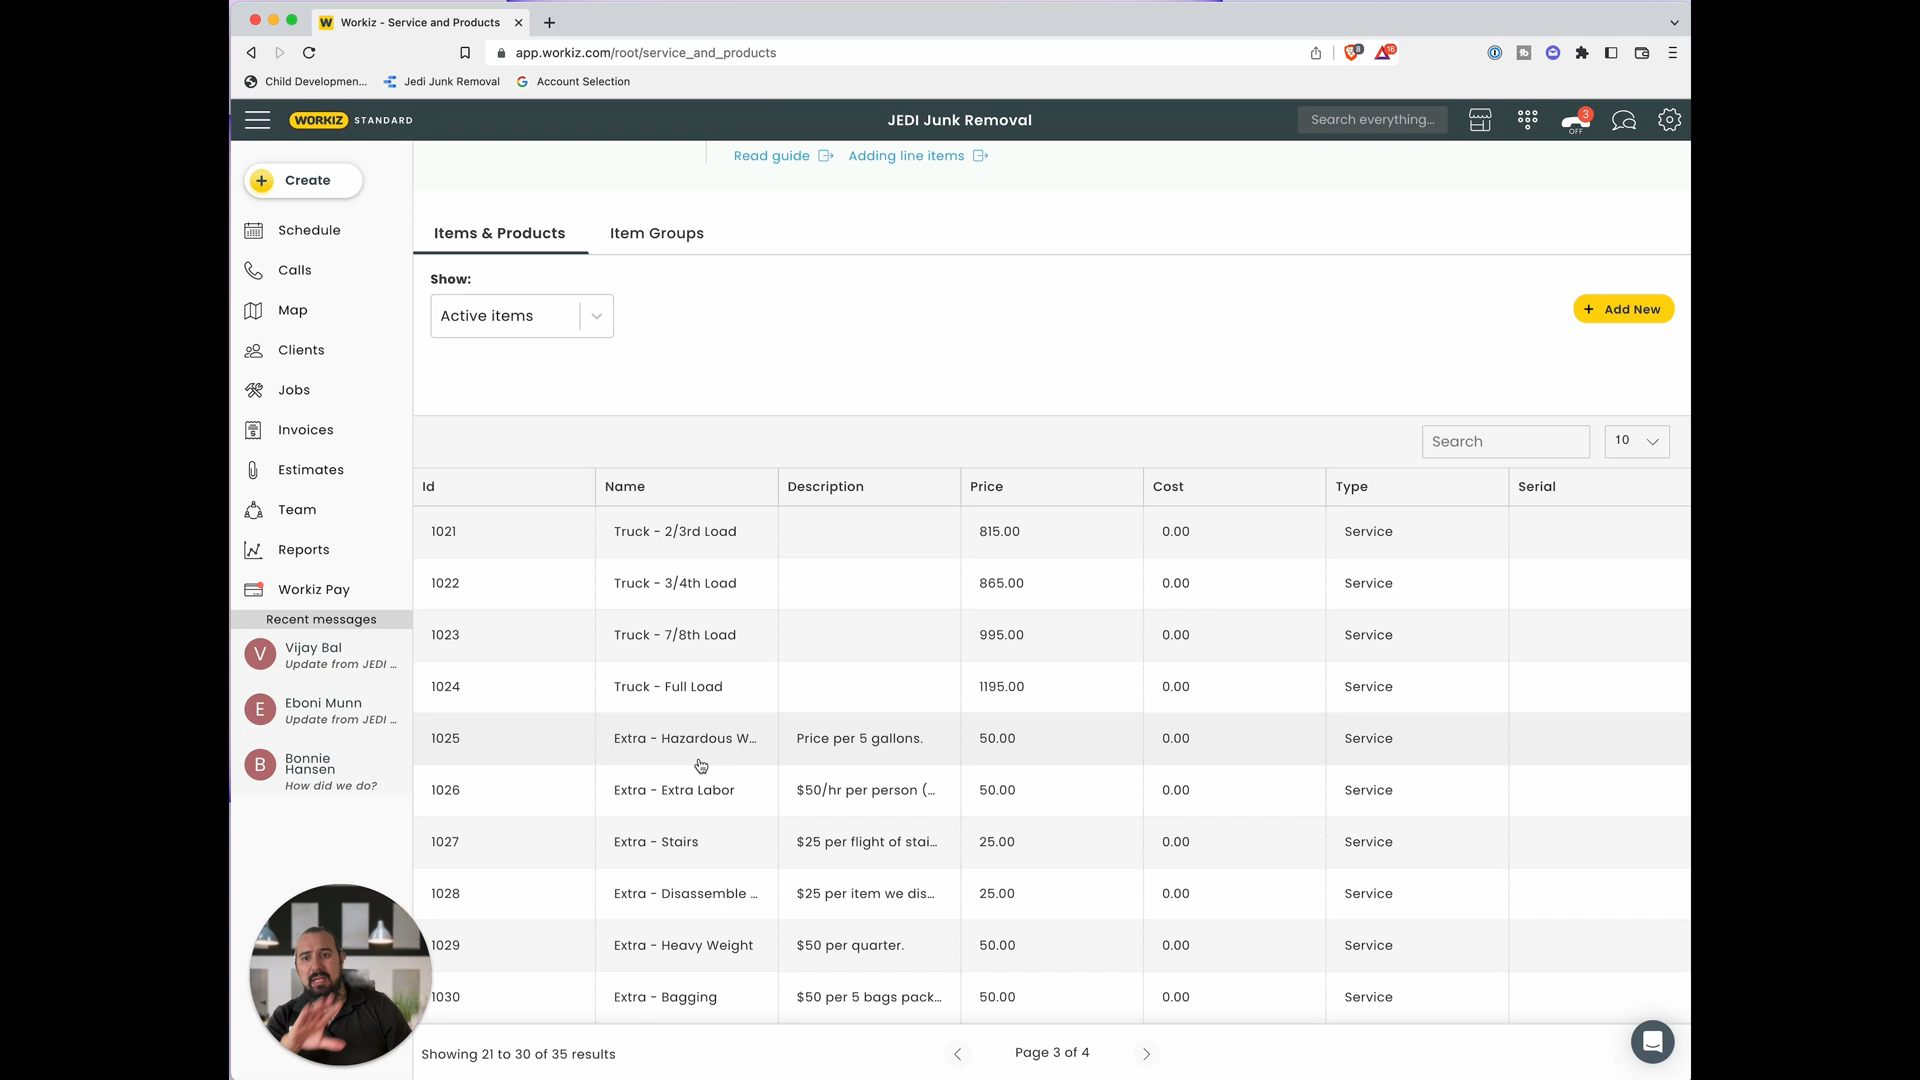 Workiz - Service and Products
app.workiz.com/root/service_and_products
8
16
Child Developmen...
Jedi Junk Removal
Account Selection
WORKIZ STANDARD
JEDI Junk Removal
Search everything...
OFF
3
Create
Schedule
Calls
Map
Clients
Jobs
Invoices
Estimates
Team
Reports
Workiz Pay
Recent messages
V
Vijay Bal
Update from JEDI ...
E
Eboni Munn
Update from JEDI ...
B
Bonnie
Hansen
How did we do?
Read guide
Adding line items
Items & Products
Item Groups
Show:
Active items
+ Add New
Search
10
Id Name Description Price Cost Type Serial
1021 Truck - 2/3rd Load 815.00 0.00 Service
1022 Truck - 3/4th Load 865.00 0.00 Service
1023 Truck - 7/8th Load 995.00 0.00 Service
1024 Truck - Full Load 1195.00 0.00 Service
1025 Extra - Hazardous W... Price per 5 gallons. 50.00 0.00 Service
1026 Extra - Extra Labor $50/hr per person (... 50.00 0.00 Service
1027 Extra - Stairs $25 per flight of stai... 25.00 0.00 Service
1028 Extra - Disassemble ... $25 per item we dis... 25.00 0.00 Service
1029 Extra - Heavy Weight $50 per quarter. 50.00 0.00 Service
1030 Extra - Bagging $50 per 5 bags pack... 50.00 0.00 Service
Showing 21 to 30 of 35 results
Page 3 of 4